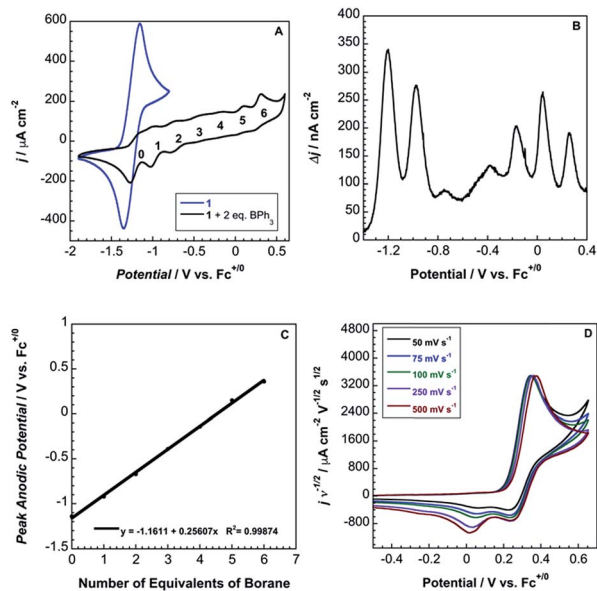 A
j / μA cm-2
600
400
200
0
-200
-400
0 1 2 3 4 5 6
1
1 + 2 eq. BPh3
-2 -1.5 -1 -0.5 0 0.5
Potential / V vs. Fc+/0
B
Δj / nA cm-2
400
350
300
250
200
150
100
50
0
-1.2 -0.8 -0.4 0 0.4
Potential / V vs. Fc+/0
C
Peak Anodic Potential / V vs. Fc+/0
1
0.5
0
-0.5
-1
-1.5
y = -1.1611 + 0.25607x R2= 0.99874
0 1 2 3 4 5 6 7
Number of Equivalents of Borane
D
j ν-1/2 / μA cm-2 V-1/2 s1/2
4800
4000
3200
2400
1600
800
0
-800
50 mV s-1
75 mV s-1
100 mV s-1
250 mV s-1
500 mV s-1
-0.4 -0.2 0.0 0.2 0.4 0.6
Potential / V vs. Fc+/0